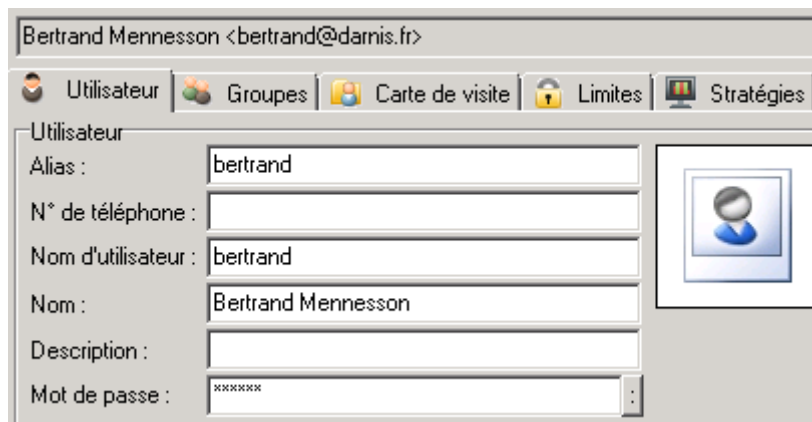 Bertrand Mennesson <bertrand@darnis.fr>
Utilisateur Groupes Carte de visite Limites Stratégies
Utilisateur
Alias : bertrand
N° de téléphone :
Nom d'utilisateur : bertrand
Nom : Bertrand Mennesson
Description :
Mot de passe : ****** :